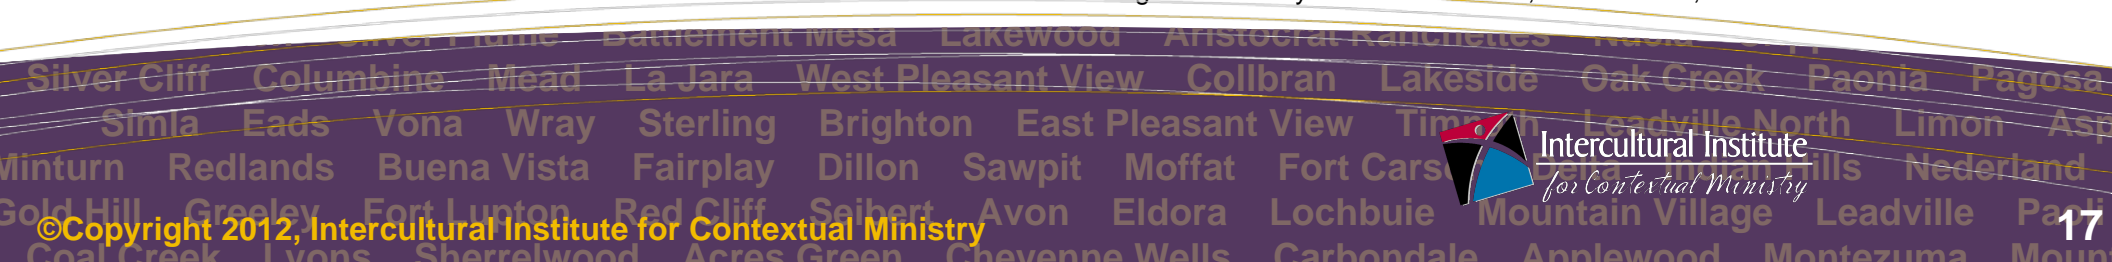 Silver Plume Battlement Mesa Lakewood Aristocrat Ranchettes Nucla
Silver Cliff Columbine Mead La Jara West Pleasant View Collbran Lakeside Oak Creek Paonia Pagosa
Simla Eads Vona Wray Sterling Brighton East Pleasant View Leadville North Limon
Intercultural Institute
Minturn Redlands Buena Vista Fairplay Dillon Sawpit Moffat Fort Delta Indian Hills Nederland
for Contextual Ministry
Gold Hill Greeley Fort Lupton Red Cliff Seibert Avon Eldora Lochbuie Mountain Village Leadville
©Copyright 2012, Intercultural Institute for Contextual Ministry
17
Coal Creek Lyons Sherrelwood Acres Green Cheyenne Wells Carbondale Applewood Montezuma